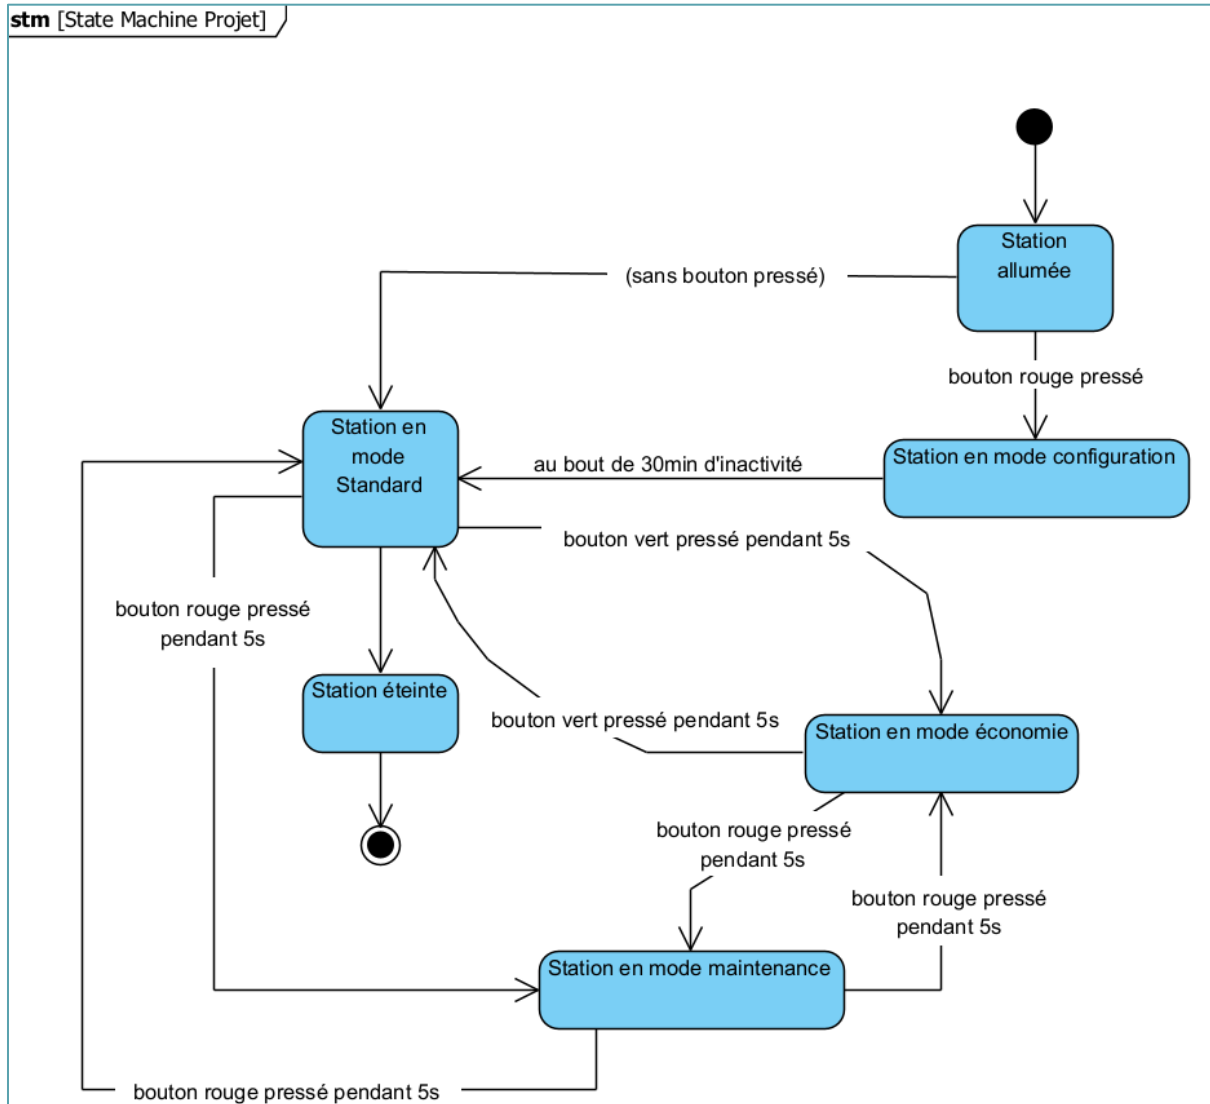 stm [State Machine Projet]
Station
allumée
(sans bouton pressé)
bouton rouge pressé
Station en
mode
Standard
Station en mode configuration
au bout de 30min d'inactivité
bouton vert pressé pendant 5s
bouton rouge pressé
pendant 5s
Station éteinte
bouton vert pressé pendant 5s
Station en mode économie
bouton rouge pressé
pendant 5s
bouton rouge pressé
pendant 5s
Station en mode maintenance
bouton rouge pressé pendant 5s